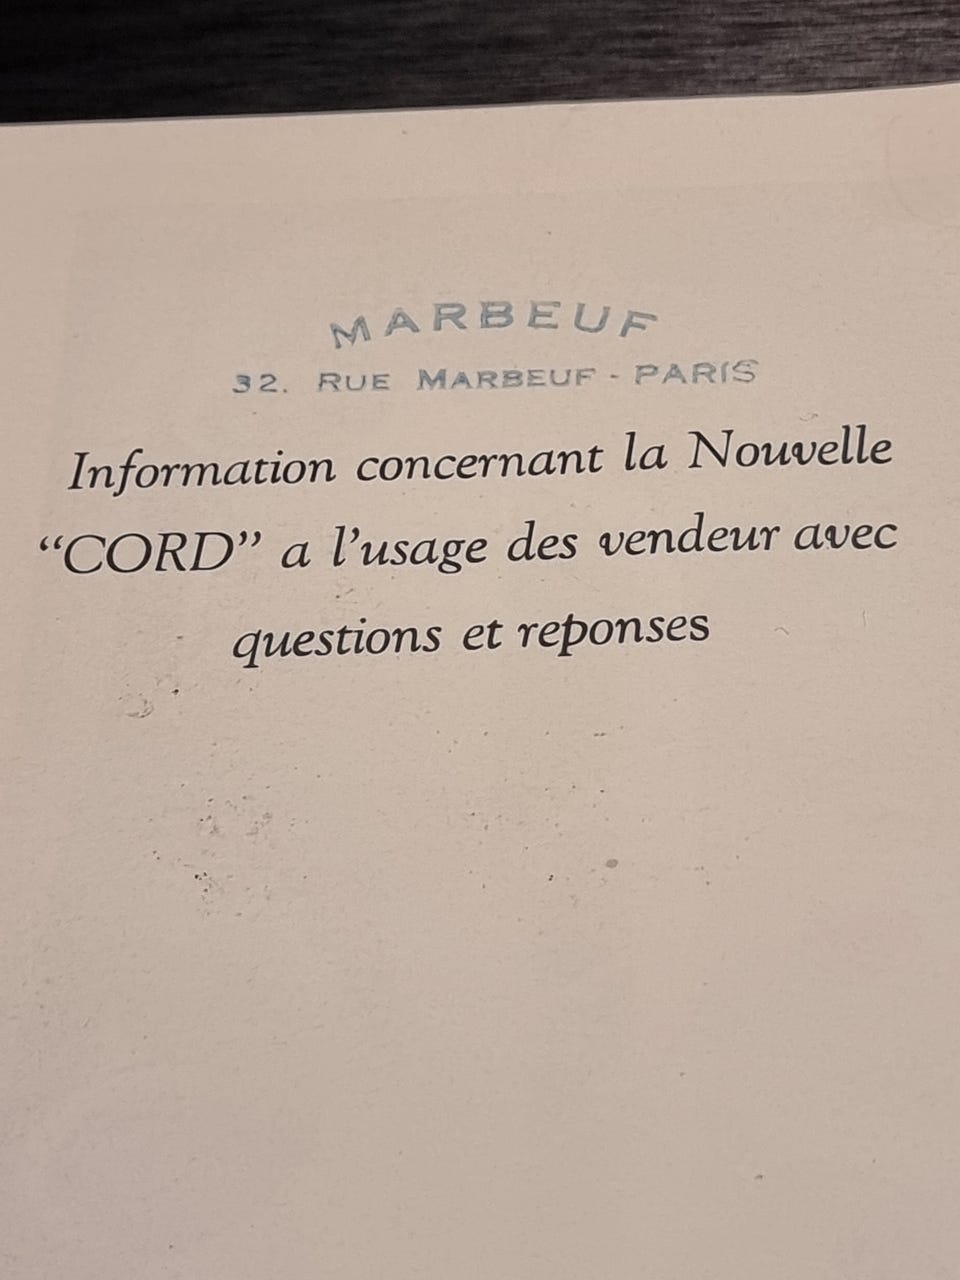 MARBEUF
32. RUE MARBEUF - PARIS
Information concernant la Nouvelle
“CORD” a l’usage des vendeur avec
questions et reponses